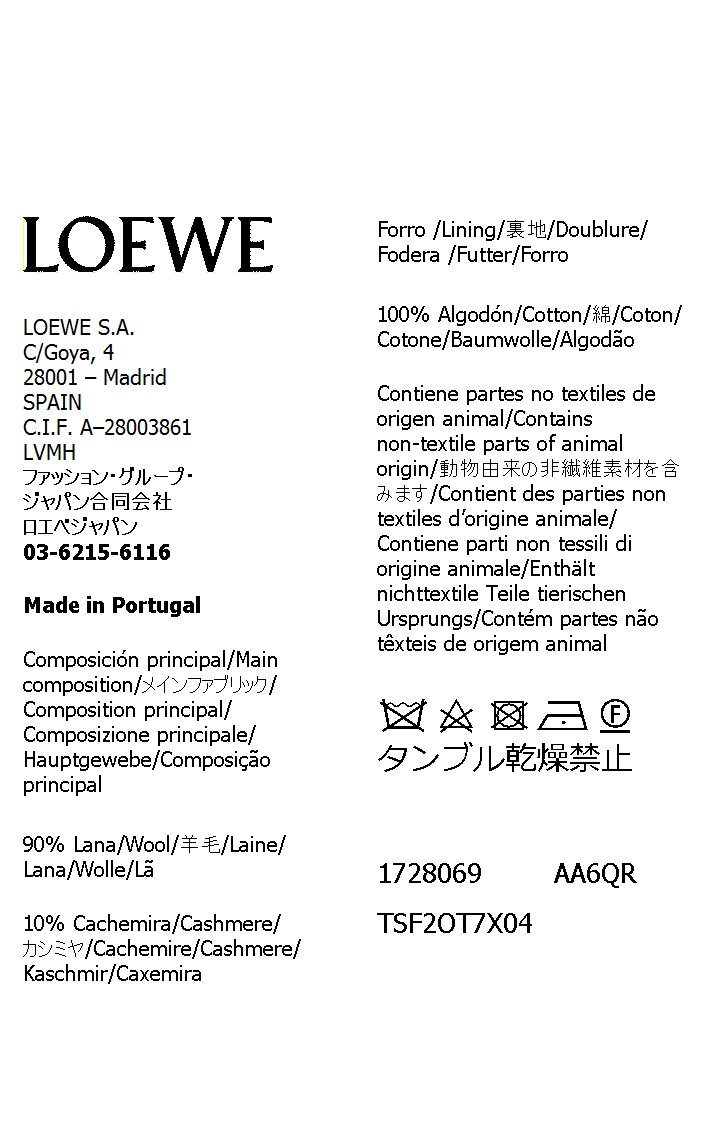 LOEWE
LOEWE S.A.
C/Goya, 4
28001 – Madrid
SPAIN
C.I.F. A–28003861
LVMH
ファッション・グループ・
ジャパン合同会社
ロエベジャパン
03-6215-6116
Made in Portugal
Composición principal/Main
composition/メインファブリック/
Composition principal/
Composizione principale/
Hauptgewebe/Composição
principal
90% Lana/Wool/羊毛/Laine/
Lana/Wolle/Lã
10% Cachemira/Cashmere/
カシミヤ/Cachemire/Cashmere/
Kaschmir/Caxemira
Forro /Lining/裏地/Doublure/
Fodera /Futter/Forro
100% Algodón/Cotton/綿/Coton/
Cotone/Baumwolle/Algodão
Contiene partes no textiles de
origen animal/Contains
non-textile parts of animal
origin/動物由来の非繊維素材を含
みます/Contient des parties non
textiles d’origine animale/
Contiene parti non tessili di
origine animale/Enthält
nichttextile Teile tierischen
Ursprungs/Contém partes não
têxteis de origem animal
F
タンブル乾燥禁止
1728069 AA6QR
TSF2OT7X04